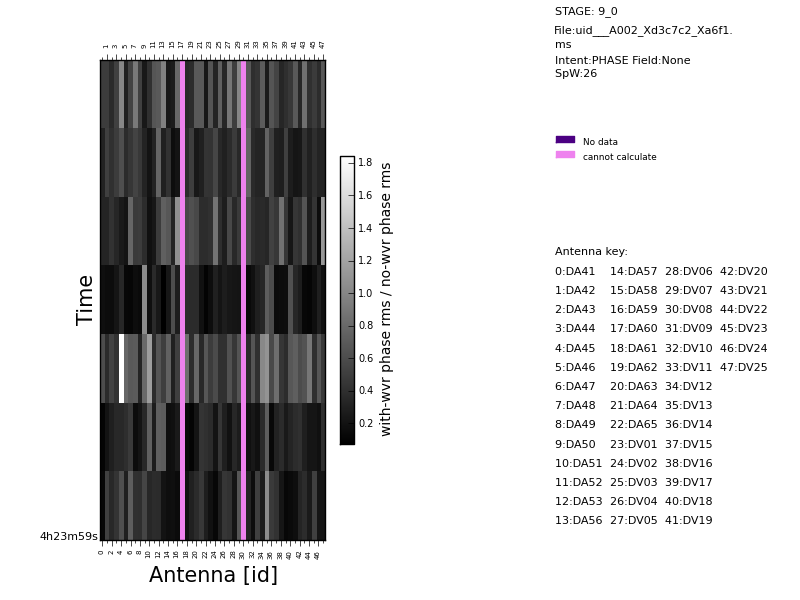 STAGE: 9_0
File:uid___A002_Xd3c7c2_Xa6f1.
ms
Intent:PHASE Field:None
SpW:26
1 3 5 7 9 11 13 15 17 19 21 23 25 27 29 31 33 35 37 39 41 43 45 47
No data
cannot calculate
1.8
1.6
1.4
1.2
1.0
0.8
0.6
0.4
0.2
with-wvr phase rms / no-wvr phase rms
Time
4h23m59s
0 2 4 6 8 10 12 14 16 18 20 22 24 26 28 30 32 34 36 38 40 42 44 46
Antenna [id]
Antenna key:
0:DA41 14:DA57 28:DV06 42:DV20
1:DA42 15:DA58 29:DV07 43:DV21
2:DA43 16:DA59 30:DV08 44:DV22
3:DA44 17:DA60 31:DV09 45:DV23
4:DA45 18:DA61 32:DV10 46:DV24
5:DA46 19:DA62 33:DV11 47:DV25
6:DA47 20:DA63 34:DV12
7:DA48 21:DA64 35:DV13
8:DA49 22:DA65 36:DV14
9:DA50 23:DV01 37:DV15
10:DA51 24:DV02 38:DV16
11:DA52 25:DV03 39:DV17
12:DA53 26:DV04 40:DV18
13:DA56 27:DV05 41:DV19